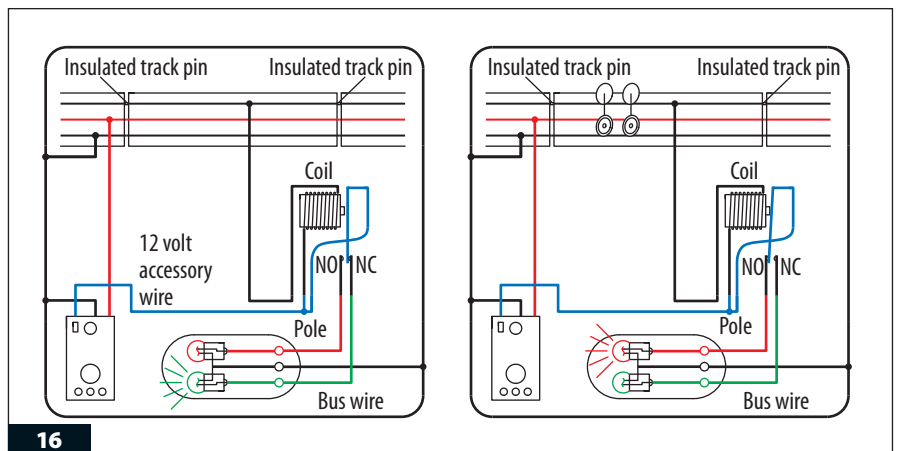 Insulated track pin
Insulated track pin
Coil
12 volt
accessory
wire
NO
NC
Pole
Bus wire
Insulated track pin
Insulated track pin
Coil
NO
NC
Pole
Bus wire
16